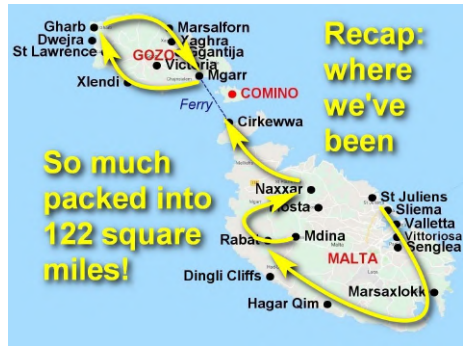 Gharb
Dwejra
St Lawrence
Xlendi
GOZO
Victoria
Marsalforn
Xaghra
Ggantija
Mgarr
Ferry
COMINO
Cirkewwa
Recap:
where
we've
been
So much
packed into
122 square
miles!
Naxxar
Mosta
Rabat
Mdina
MALTA
Dingli Cliffs
Hagar Qim
St Juliens
Sliema
Valletta
Vittoriosa
Senglea
Marsaxlokk